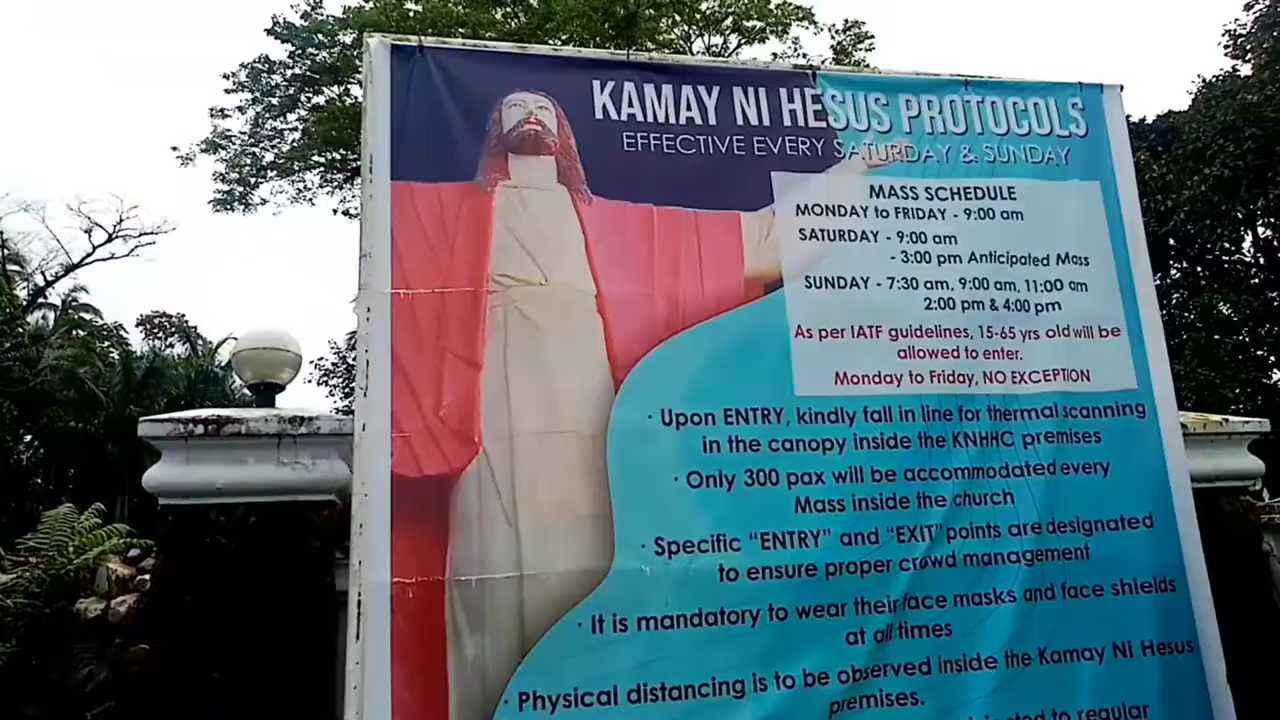 KAMAY NI HESUS PROTOCOLS
EFFECTIVE EVERY SATURDAY & SUNDAY
MASS SCHEDULE
MONDAY to FRIDAY - 9:00 am
SATURDAY - 9:00 am
- 3:00 pm Anticipated Mass
SUNDAY - 7:30 am, 9:00 am, 11:00 am
2:00 pm & 4:00 pm
As per IATF guidelines, 15-65 yrs old will be
allowed to enter.
Monday to Friday, NO EXCEPTION
· Upon ENTRY, kindly fall in line for thermal scanning
in the canopy inside the KNHHC premises
· Only 300 pax will be accommodated every
Mass inside the church
· Specific “ENTRY” and “EXIT” points are designated
to ensure proper crowd management
· It is mandatory to wear their face masks and face shields
at all times
· Physical distancing is to be observed inside the Kamay Ni Hesus
premises.
to regular